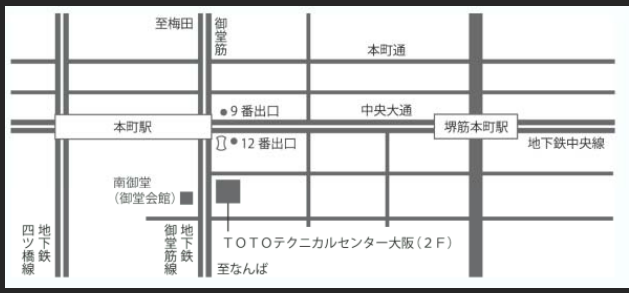 至梅田
御堂筋
本町通
●9番出口
中央大通
本町駅
堺筋本町駅
●12番出口
地下鉄中央線
南御堂
(御堂会館)
地下鉄
四ツ橋線
地下鉄
御堂筋線
TOTOテクニカルセンター大阪(2F)
至なんば